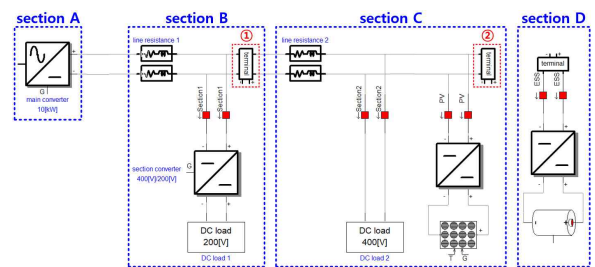 section A
section B
section C
section D
line resistance 1
①
terminal
line resistance 2
②
terminal
terminal
+
-
G
main converter
10[kW]
Section1
Section1
Section2
Section2
PV
PV
ESS
ESS
G
section converter
400[V]/200[V]
-
+
-
+
-
+
DC load
200[V]
DC load 1
DC load
400[V]
DC load 2
-
+
T
G
-
+